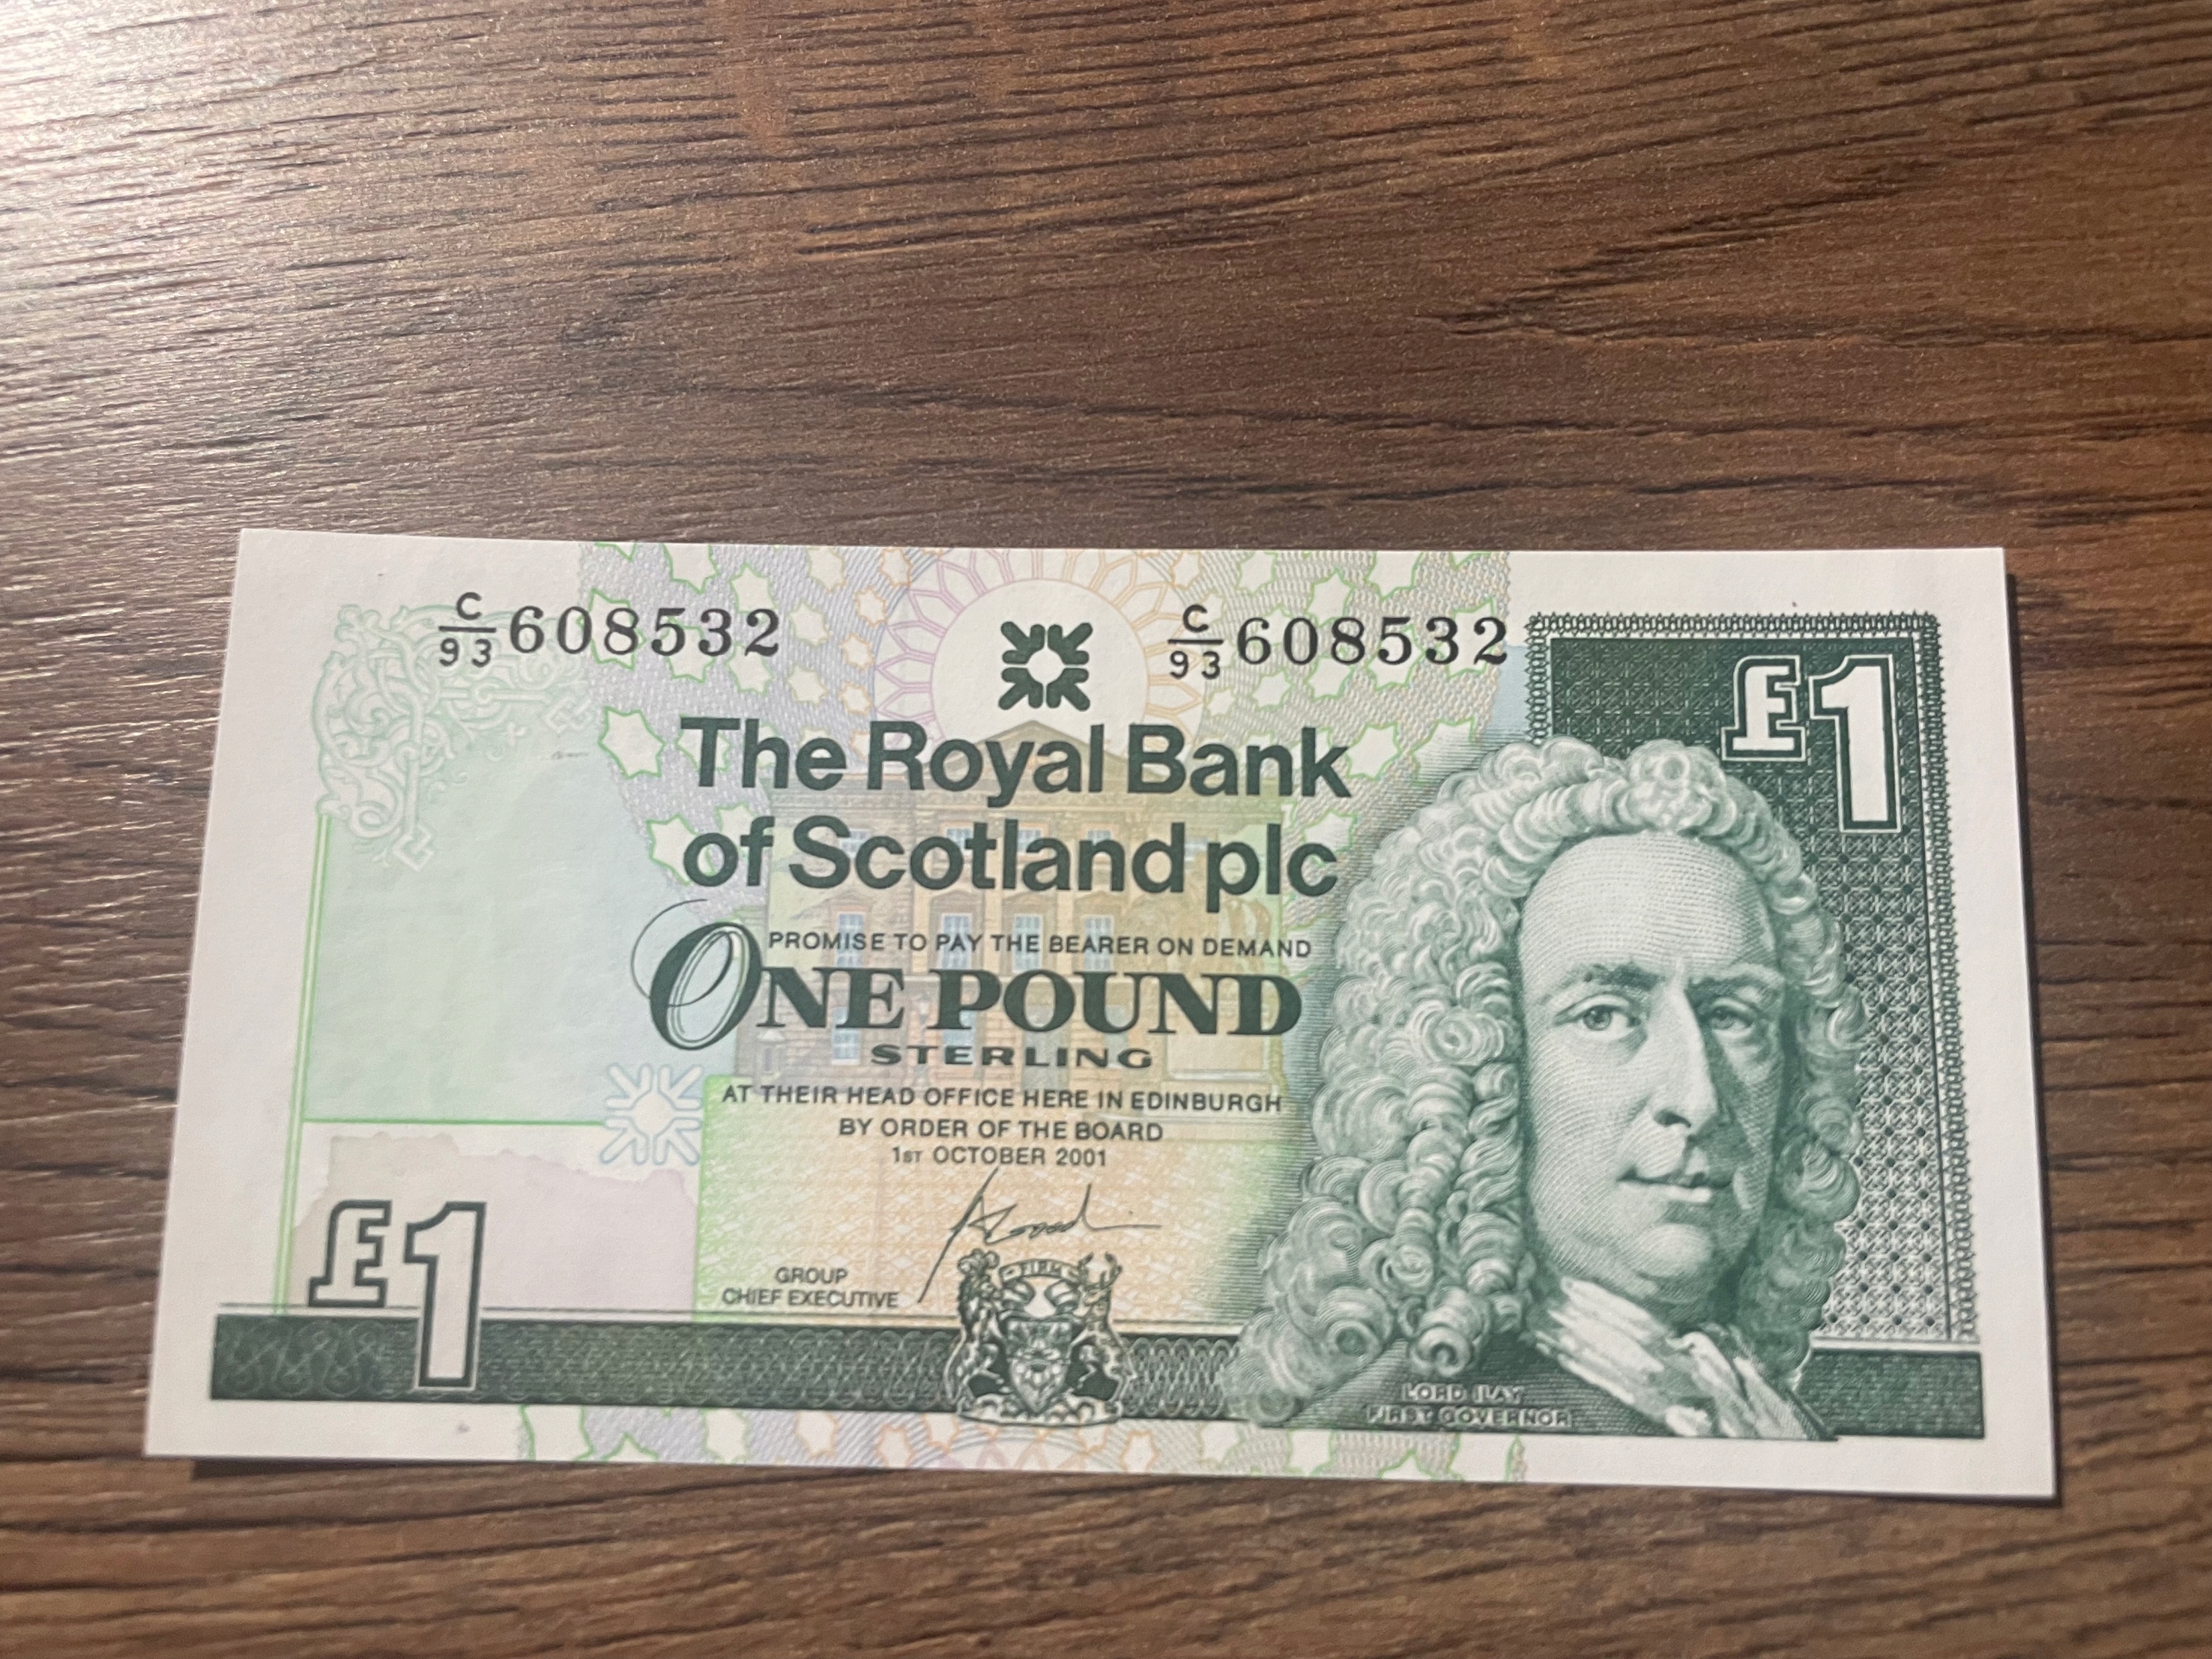 C/93 608532 C/93 608532
£1
The Royal Bank
of Scotland plc
PROMISE TO PAY THE BEARER ON DEMAND
ONE POUND
STERLING
AT THEIR HEAD OFFICE HERE IN EDINBURGH
BY ORDER OF THE BOARD
1ST OCTOBER 2001
GROUP
CHIEF EXECUTIVE
£1
FIRM
LORD ILAY
FIRST GOVERNOR